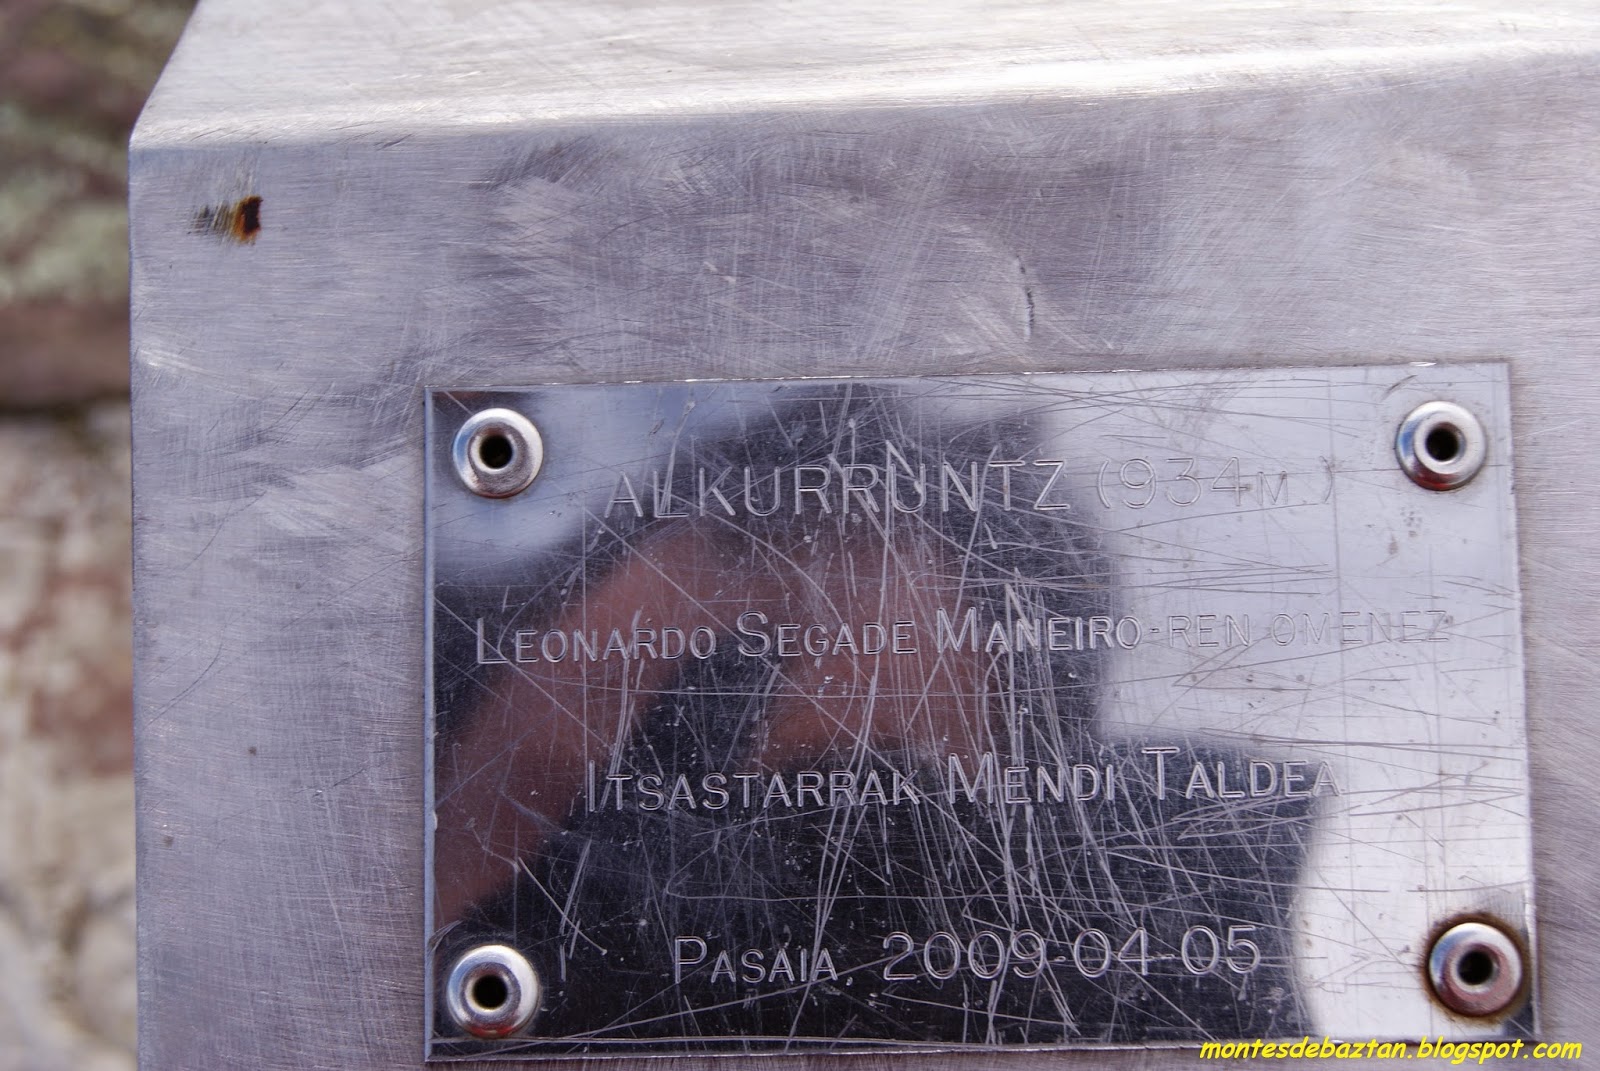 ALKURRUNTZ (934M.)
LEONARDO SEGADE MANEIRO-REN OMENEZ
ITSASTARRAK MENDI TALDEA
PASAIA 2009-04-05
montesdebaztan.blogspot.com